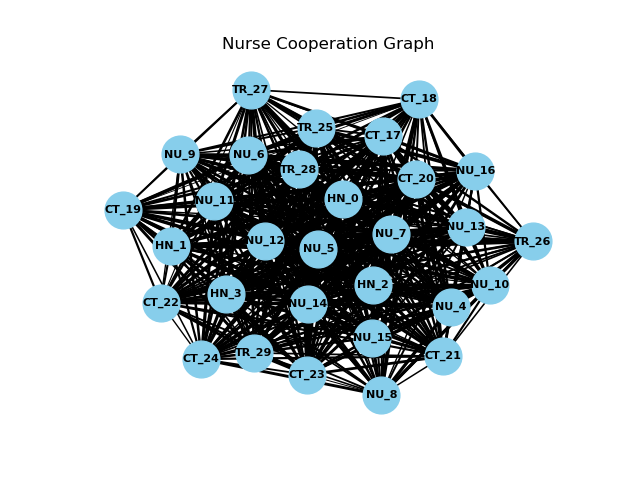 Nurse Cooperation Graph
TR_27
CT_18
TR_25
CT_17
NU_9
NU_6
TR_28
NU_16
CT_20
NU_11
HN_0
CT_19
NU_13
NU_7
NU_12
TR_26
HN_1
NU_5
HN_2
NU_10
HN_3
CT_22
NU_14
NU_4
NU_15
TR_29
CT_21
CT_24
CT_23
NU_8